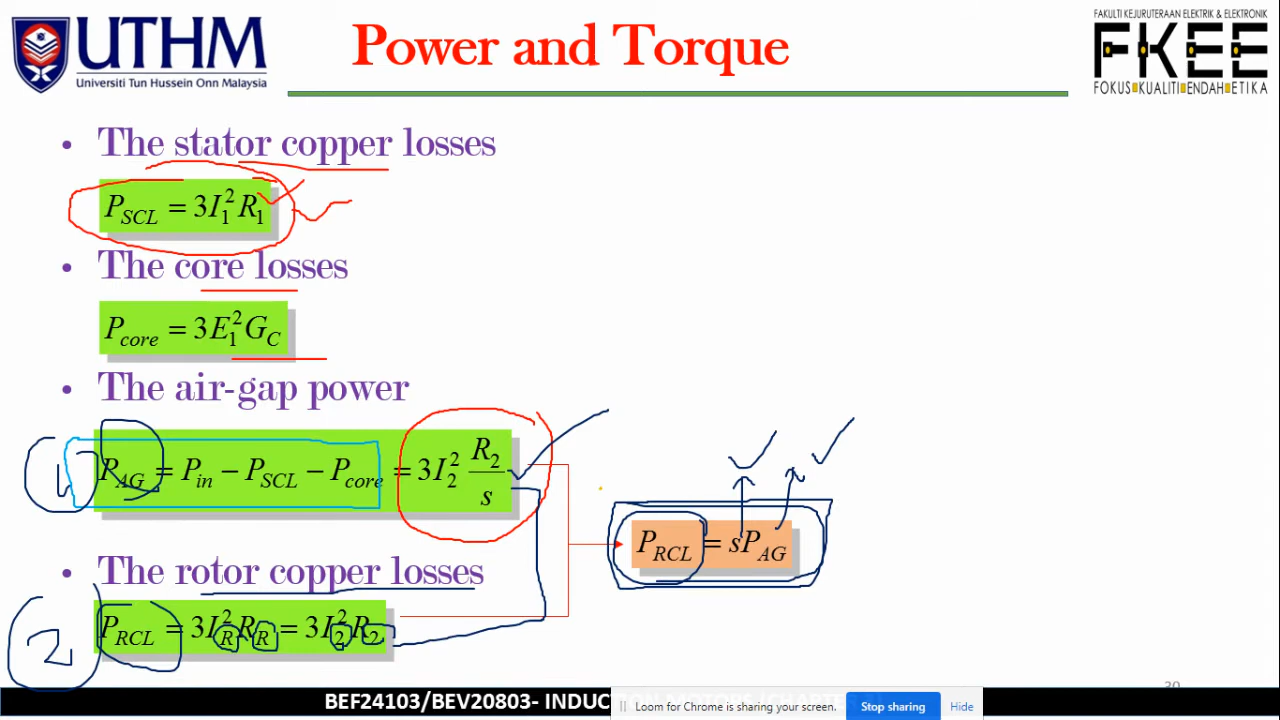 UTHM
Universiti Tun Hussein Onn Malaysia
Power and Torque
FAKULTI KEJURUTERAAN ELEKTRIK & ELEKTRONIK
FKEE
FOKUS KUALITI ENDAH ETIKA
• The stator copper losses
P_SCL = 3I_1^2 R_1
• The core losses
P_core = 3E_1^2 G_C
• The air-gap power
1
P_AG = P_in − P_SCL − P_core = 3I_2^2 R_2/s
P_RCL = sP_AG
• The rotor copper losses
2
P_RCL = 3I_R^2 R_R = 3I_2^2 R_2
30
BEF24103/BEV20803- INDUCTION MOTORS
Loom for Chrome is sharing your screen.
Stop sharing
Hide